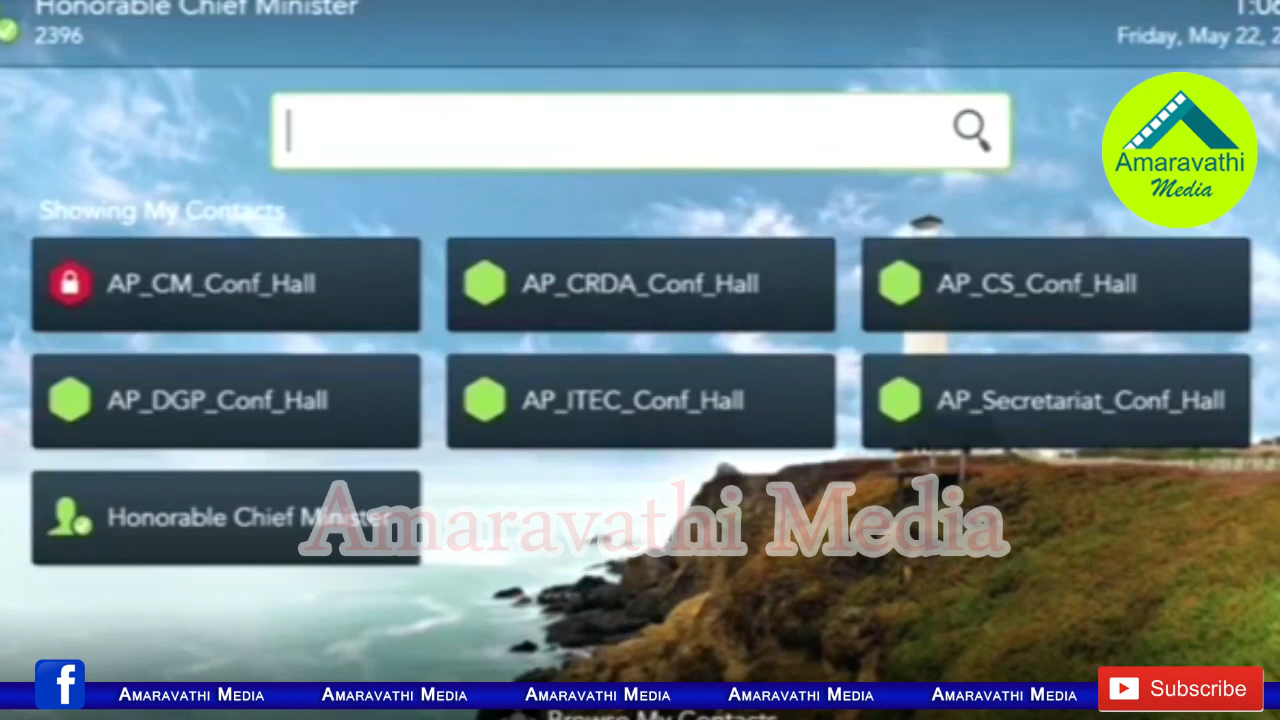 Honorable Chief Minister
2396
Friday, May 22,
Amaravathi
Media
Showing My Contacts
AP_CM_Conf_Hall
AP_CRDA_Conf_Hall
AP_CS_Conf_Hall
AP_DGP_Conf_Hall
AP_ITEC_Conf_Hall
AP_Secretariat_Conf_Hall
Honorable Chief Minister
Amaravathi Media
f
Amaravathi Media Amaravathi Media Amaravathi Media Amaravathi Media Amaravathi Media
Subscribe
Browse My Contacts